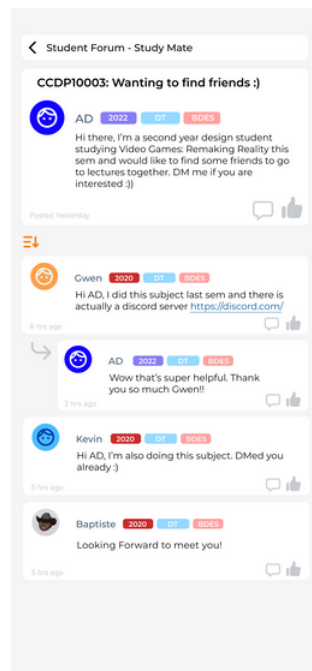 Student Forum - Study Mate
CCDP10003: Wanting to find friends :)
AD 2022 DT BDES
Hi there, I'm a second year design student
studying Video Games: Remaking Reality this
sem and would like to find some friends to go
to lectures together. DM me if you are
interested :))
Posted Yesterday
Gwen 2020 DT BDES
Hi AD, I did this subject last sem and there is
actually a discord server https://discord.com/
6 hrs ago
AD 2022 DT BDES
Wow that's super helpful. Thank
you so much Gwen!!
2 hrs ago
Kevin 2020 DT BDES
Hi AD, I'm also doing this subject. DMed you
already :)
5 hrs ago
Baptiste 2020 DT BDES
Looking Forward to meet you!
5 hrs ago